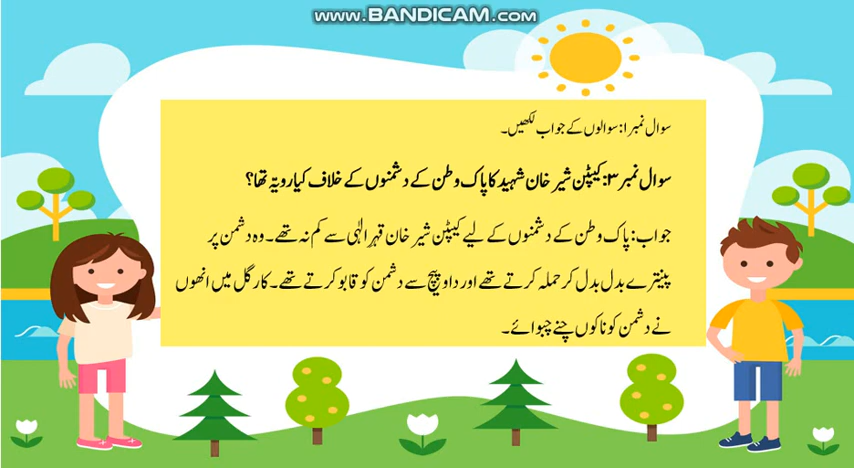 WWW.BANDICAM.COM
سوال نمبر ۱: سوالوں کے جواب لکھیں۔
سوال نمبر ۳: کیپٹن شیر خان شہید کا پاک وطن کے دشمنوں کے خلاف کیا رویّہ تھا؟
جواب: پاک وطن کے دشمنوں کے لیے کیپٹن شیر خان قہرِ الٰہی سے کم نہ تھے۔ وہ دشمن پر
پینترے بدل بدل کر حملہ کرتے تھے اور داو پیچ سے دشمن کو قابو کرتے تھے۔ کارگل میں انھوں
نے دشمن کو ناکوں چنے چبوائے۔